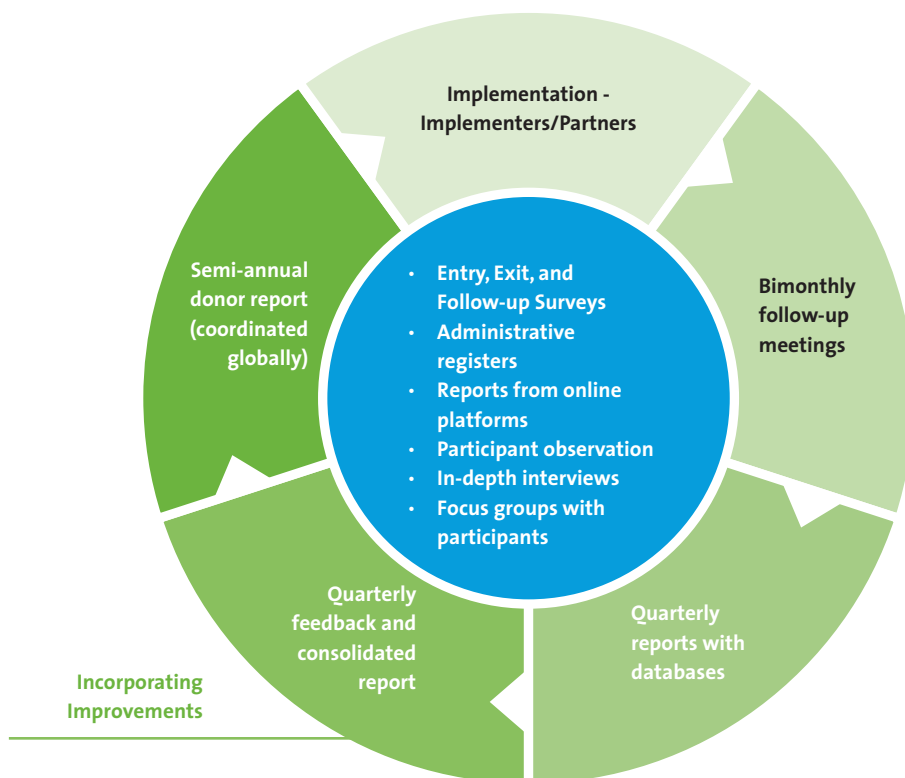 Implementation -
Implementers/Partners
Bimonthly
follow-up
meetings
Quarterly
reports with
databases
Quarterly
feedback and
consolidated
report
Incorporating
Improvements
Semi-annual
donor report
(coordinated
globally)
• Entry, Exit, and
Follow-up Surveys
• Administrative
registers
• Reports from online
platforms
• Participant observation
• In-depth interviews
• Focus groups with
participants